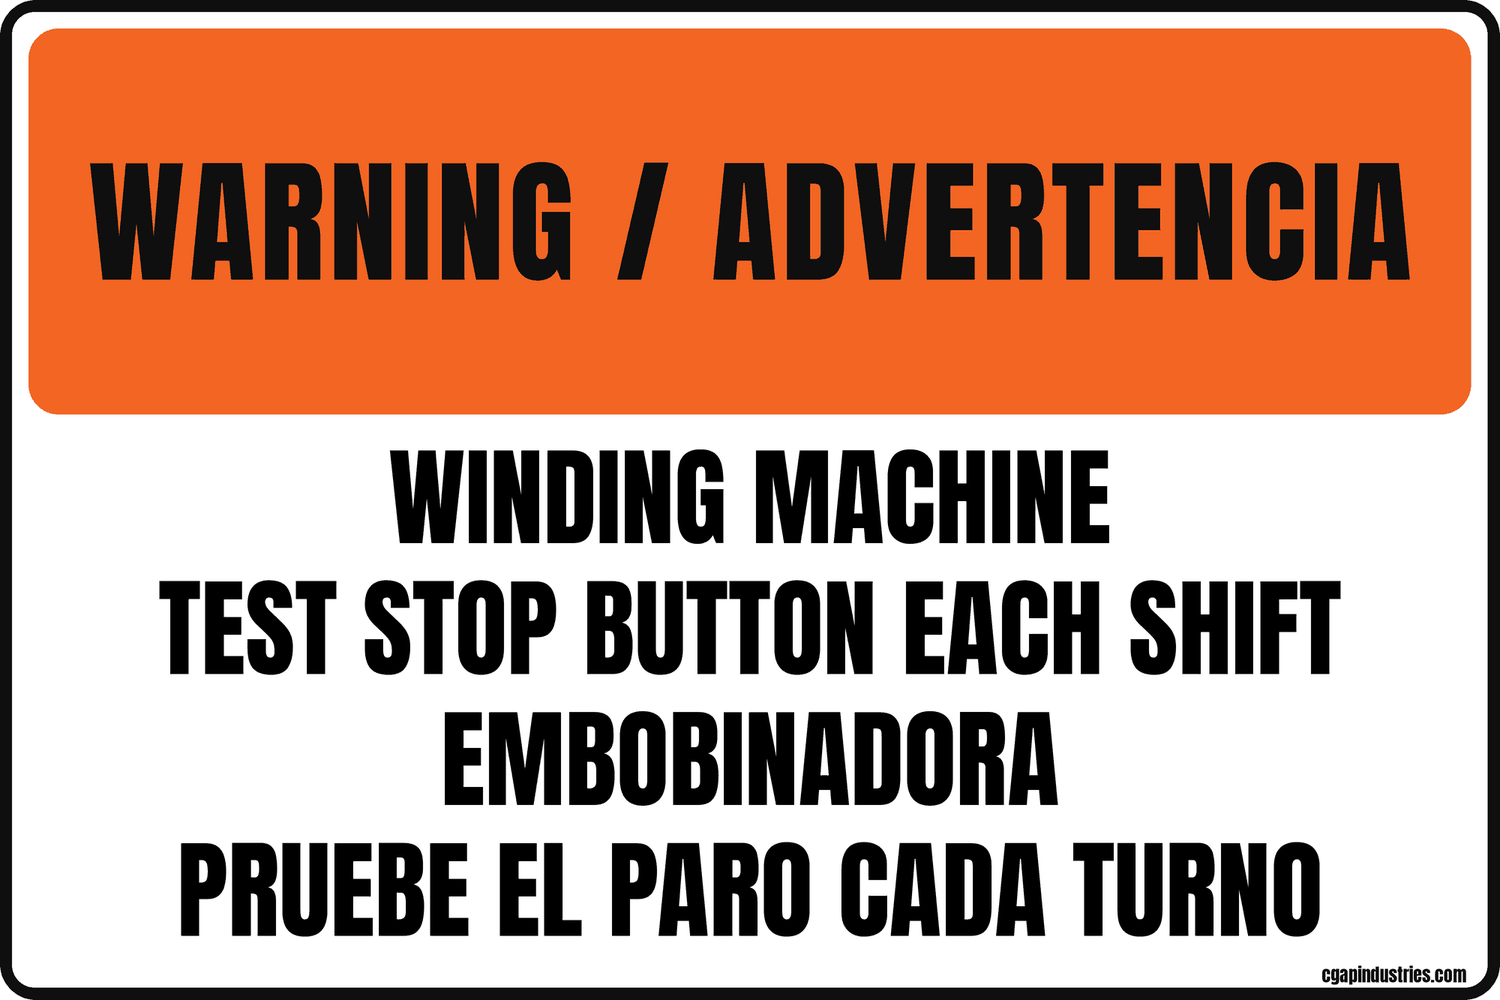 WARNING / ADVERTENCIA
WINDING MACHINE
TEST STOP BUTTON EACH SHIFT
EMBOBINADORA
PRUEBE EL PARO CADA TURNO
cgapindustries.com